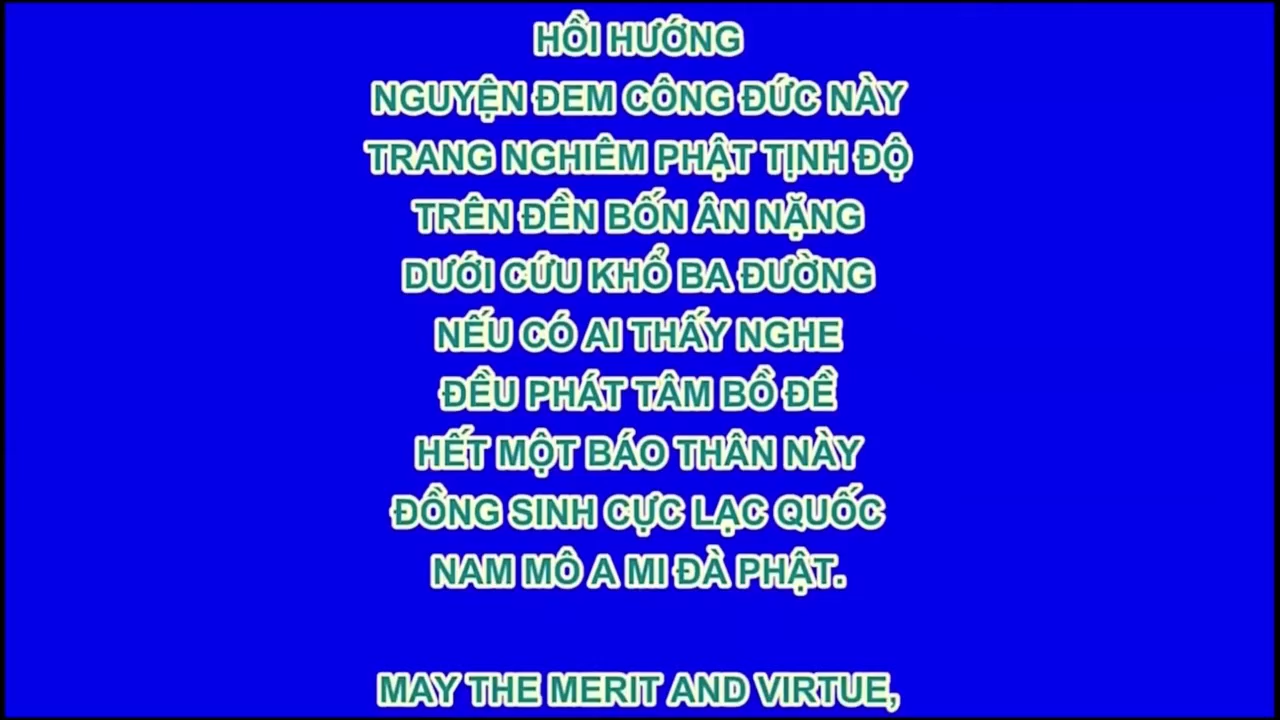 HỒI HƯỚNG
NGUYỆN ĐEM CÔNG ĐỨC NÀY
TRANG NGHIÊM PHẬT TỊNH ĐỘ
TRÊN ĐỀN BỐN ÂN NẶNG
DƯỚI CỨU KHỔ BA ĐƯỜNG
NẾU CÓ AI THẤY NGHE
ĐỀU PHÁT TÂM BỒ ĐỀ
HẾT MỘT BÁO THÂN NÀY
ĐỒNG SINH CỰC LẠC QUỐC
NAM MÔ A MI ĐÀ PHẬT.
MAY THE MERIT AND VIRTUE,